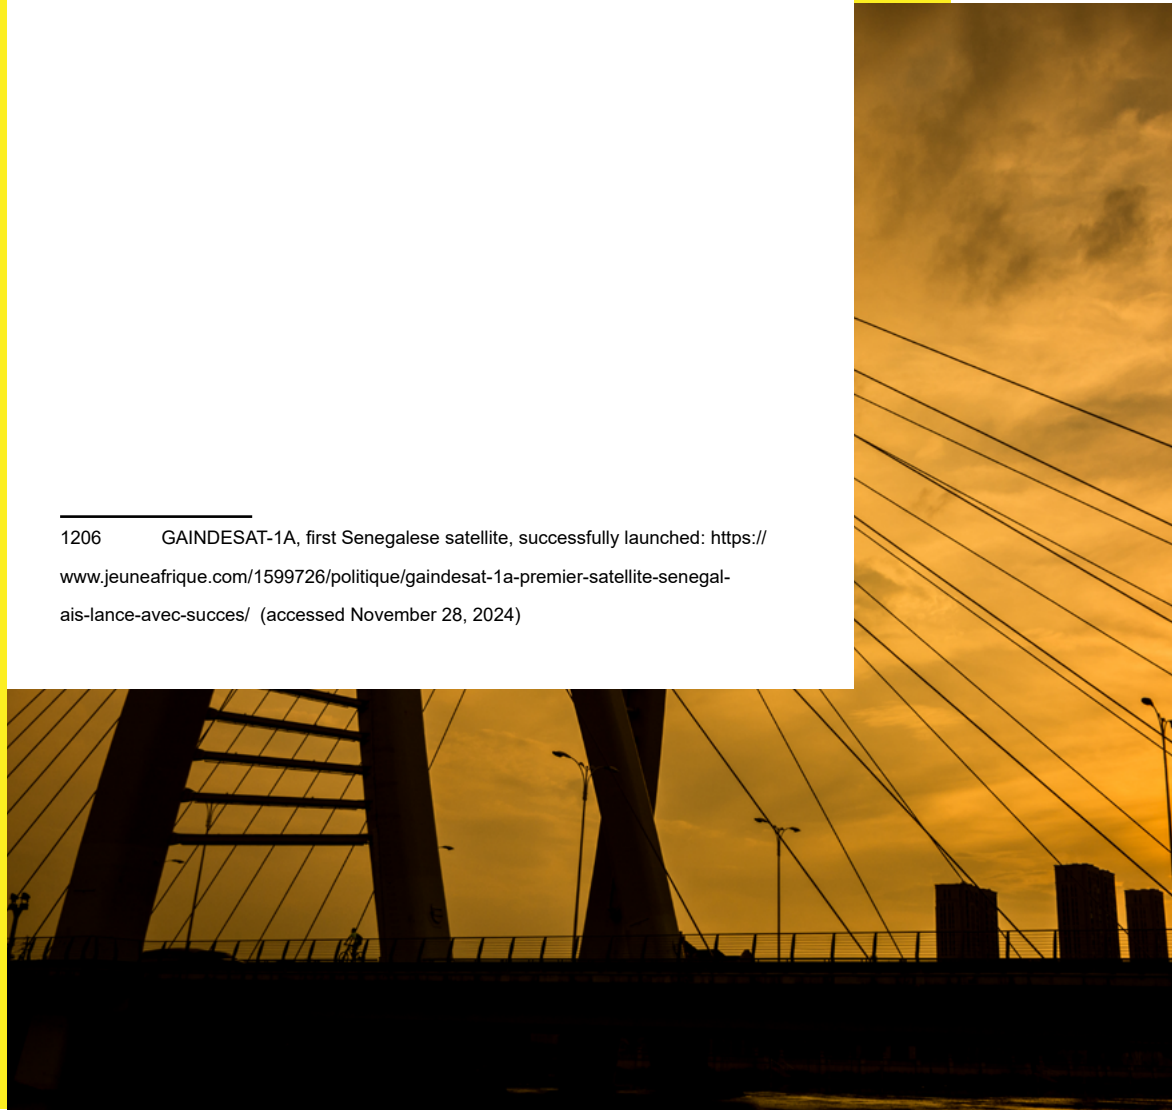 1206 GAINDESAT-1A, first Senegalese satellite, successfully launched: https://
www.jeuneafrique.com/1599726/politique/gaindesat-1a-premier-satellite-senegal-
ais-lance-avec-succes/ (accessed November 28, 2024)